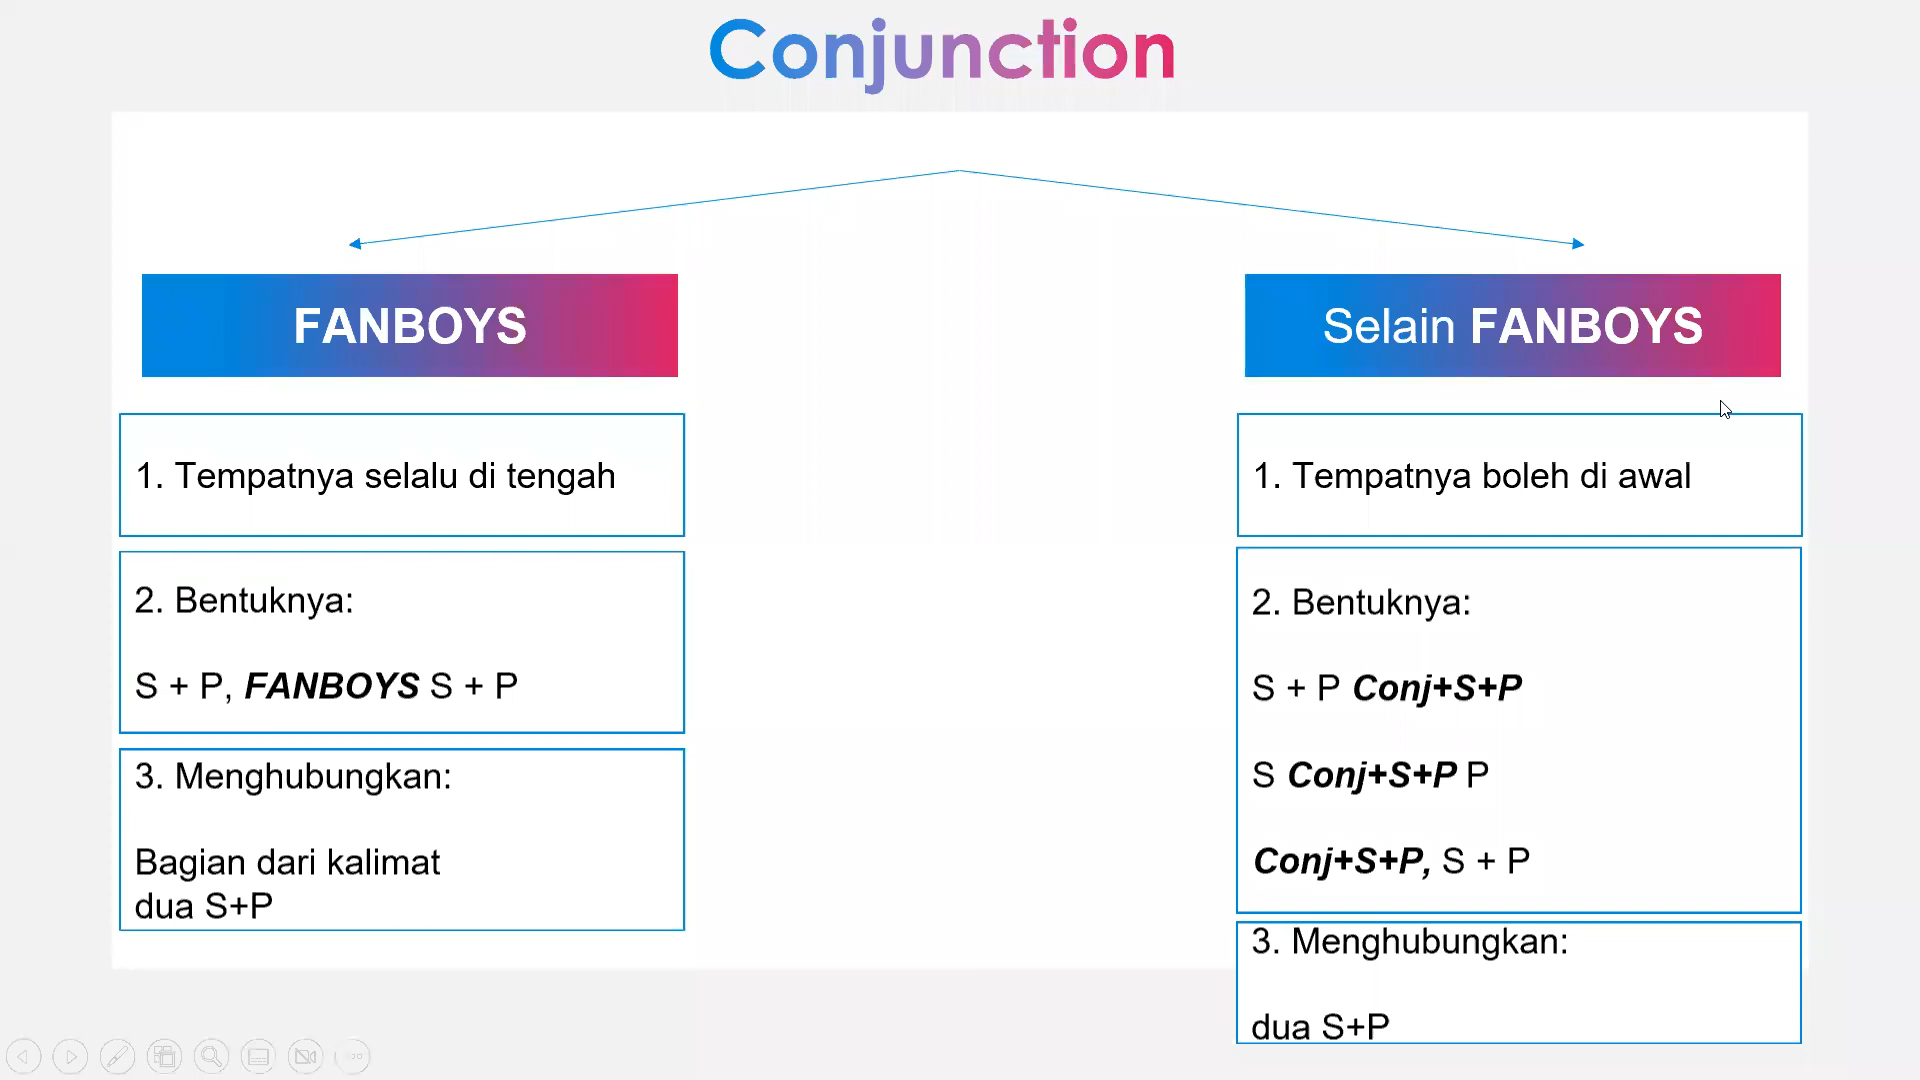 Conjunction
FANBOYS
1. Tempatnya selalu di tengah
2. Bentuknya:
S + P, FANBOYS S + P
3. Menghubungkan:
Bagian dari kalimat
dua S+P
Selain FANBOYS
1. Tempatnya boleh di awal
2. Bentuknya:
S + P Conj+S+P
S Conj+S+P P
Conj+S+P, S + P
3. Menghubungkan:
dua S+P